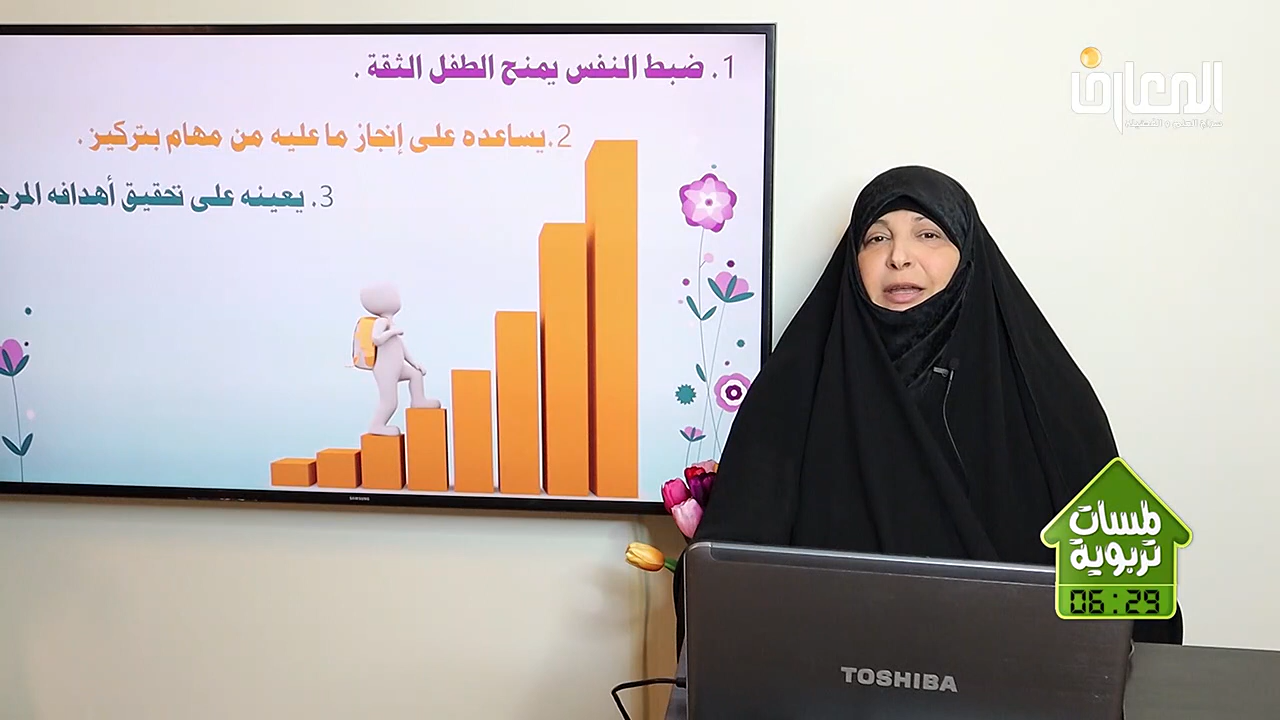 1. ضبط النفس يمنح الطفل الثقة .
2. يساعده على إنجاز ما عليه من مهام بتركيز .
3. يعينه على تحقيق أهدافه
المعارف
لمسات
تربوية
06:29
SAMSUNG
TOSHIBA